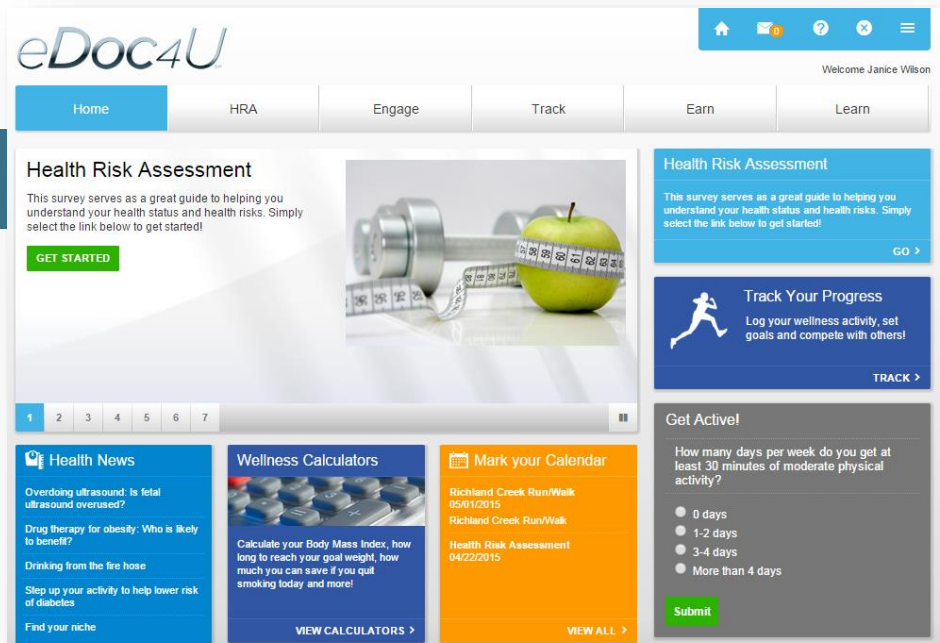 eDoc4U
0
Welcome Janice Wilson
Home
HRA
Engage
Track
Earn
Learn
Health Risk Assessment
This survey serves as a great guide to helping you
understand your health status and health risks. Simply
select the link below to get started!
GET STARTED
1 2 3 4 5 6 7
Health Risk Assessment
This survey serves as a great guide to helping you
understand your health status and health risks. Simply
select the link below to get started!
GO >
Track Your Progress
Log your wellness activity, set
goals and compete with others!
TRACK >
Health News
Overdoing ultrasound: Is fetal
ultrasound overused?
Drug therapy for obesity: Who is likely
to benefit?
Drinking from the fire hose
Step up your activity to help lower risk
of diabetes
Find your niche
Wellness Calculators
Calculate your Body Mass Index, how
long to reach your goal weight, how
much you can save if you quit
smoking today and more!
VIEW CALCULATORS >
Mark your Calendar
Richland Creek Run/Walk
05/01/2015
Richland Creek Run/Walk
Health Risk Assessment
04/22/2015
VIEW ALL >
Get Active!
How many days per week do you get at
least 30 minutes of moderate physical
activity?
0 days
1-2 days
3-4 days
More than 4 days
Submit